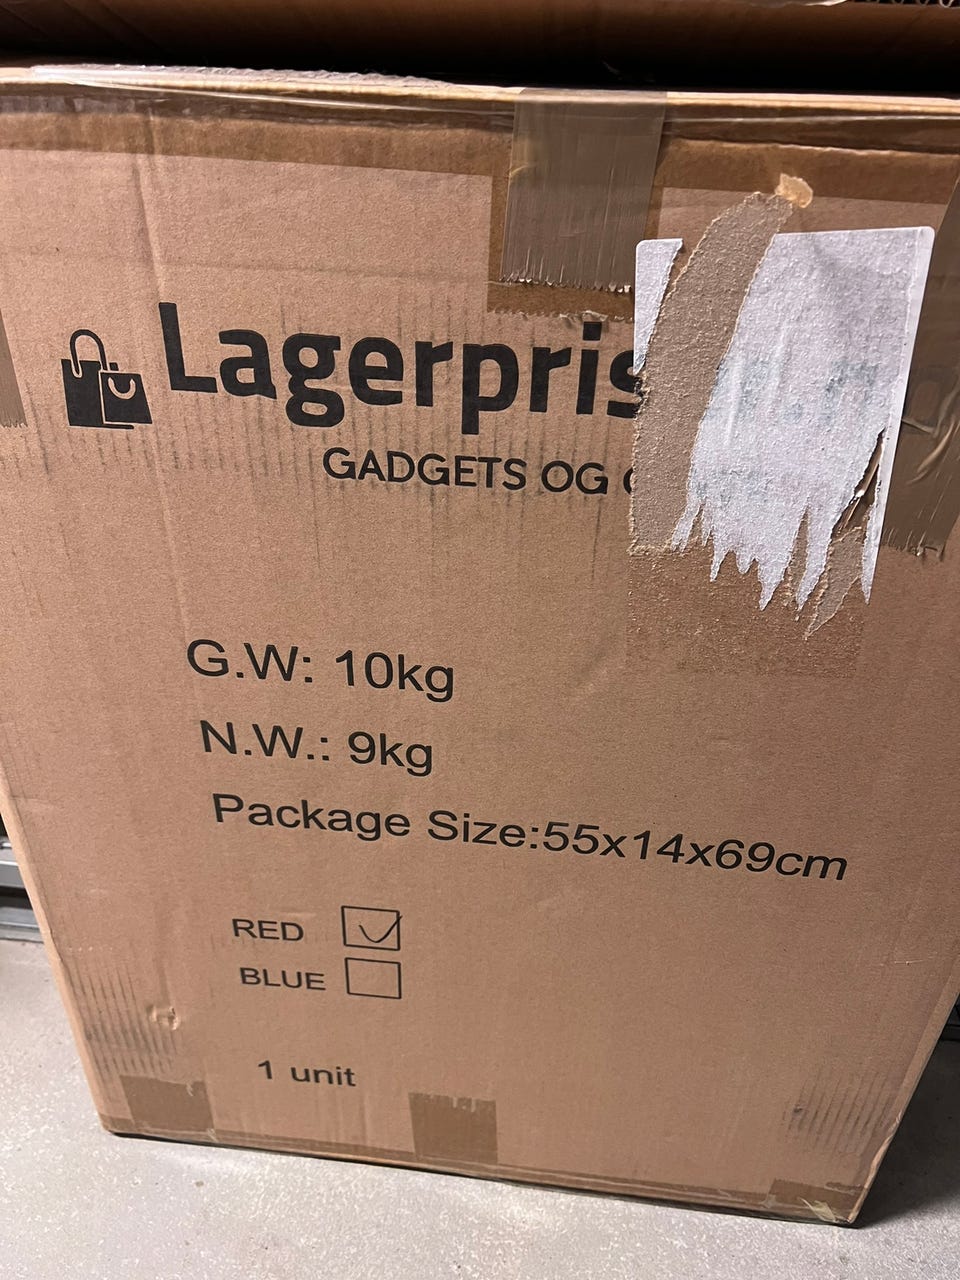 Lagerpris
GADGETS OG
G.W: 10kg
N.W.: 9kg
Package Size:55x14x69cm
RED
BLUE
1 unit